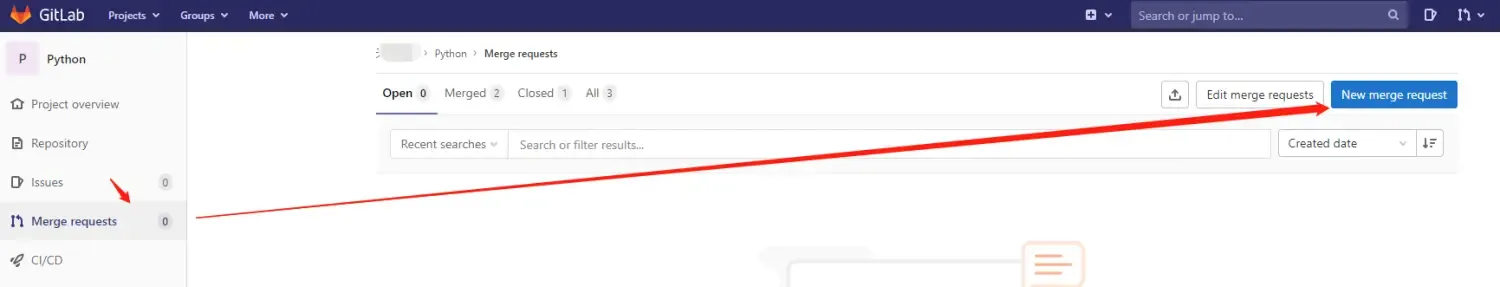 GitLab Projects Groups More Search or jump to...
P Python
Project overview
Repository
Issues 0
Merge requests 0
CI/CD
Python > Merge requests
Open 0 Merged 2 Closed 1 All 3 Edit merge requests New merge request
Recent searches Search or filter results... Created date